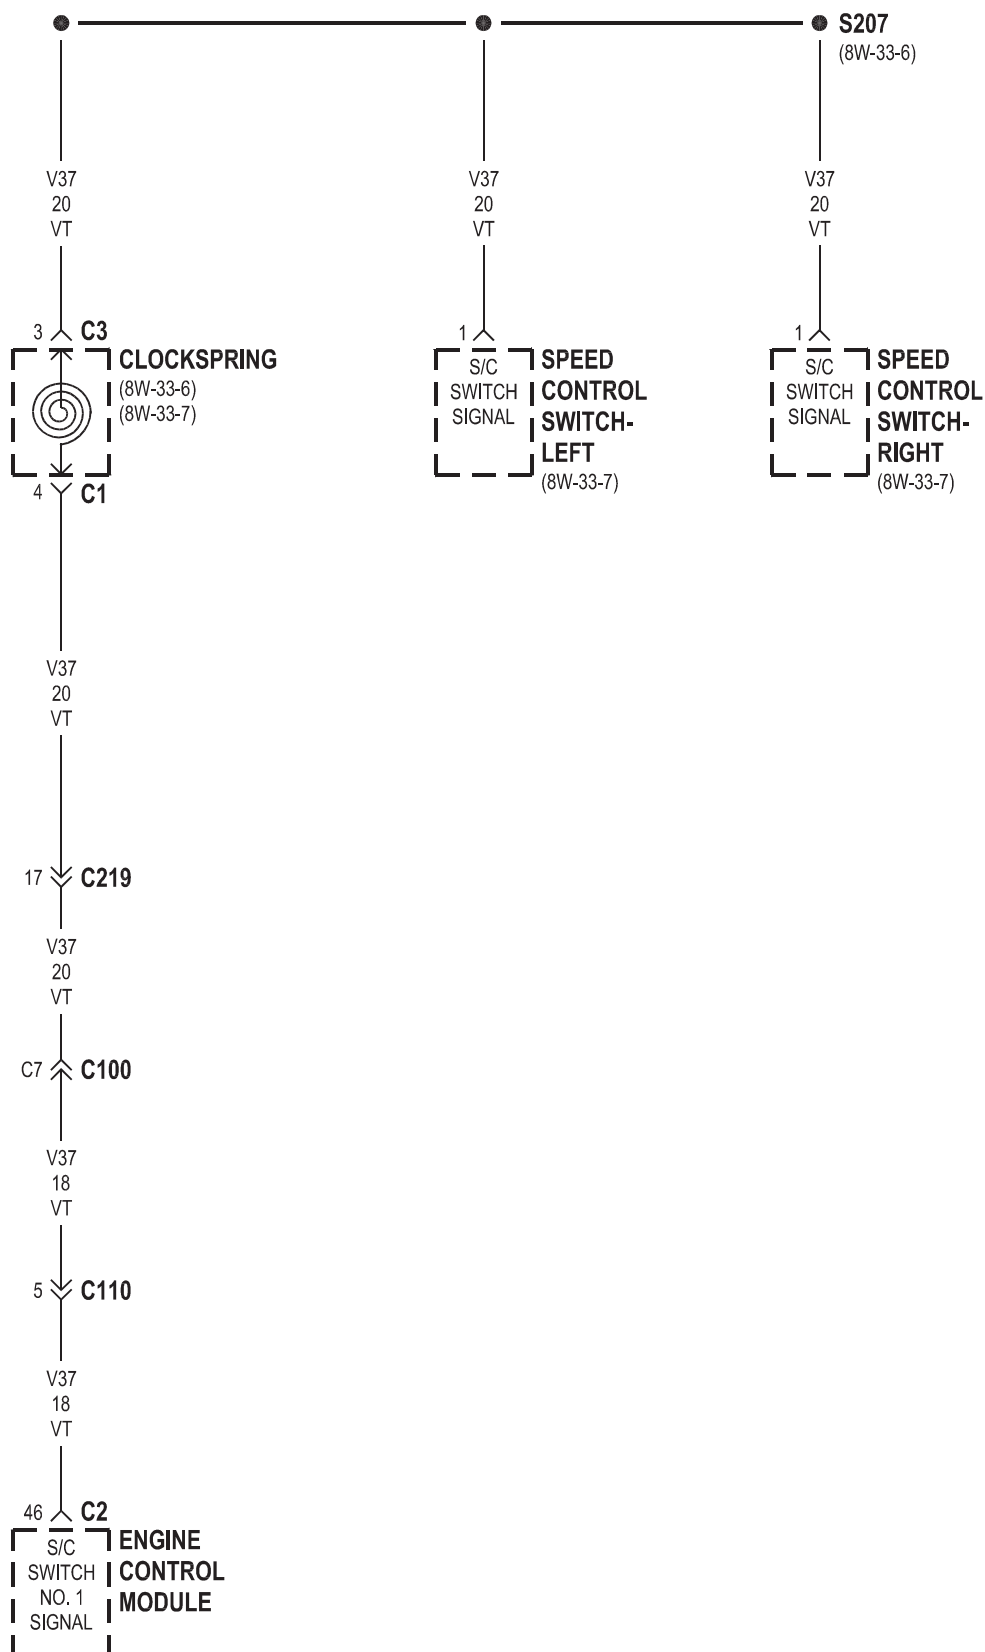 S207
(8W-33-6)
V37
20
VT
V37
20
VT
V37
20
VT
3
C3
CLOCKSPRING
(8W-33-6)
(8W-33-7)
4
C1
1
S/C
SWITCH
SIGNAL
SPEED
CONTROL
SWITCH-
LEFT
(8W-33-7)
1
S/C
SWITCH
SIGNAL
SPEED
CONTROL
SWITCH-
RIGHT
(8W-33-7)
V37
20
VT
17
C219
V37
20
VT
C7
C100
V37
18
VT
5
C110
V37
18
VT
46
C2
S/C
SWITCH
NO. 1
SIGNAL
ENGINE
CONTROL
MODULE